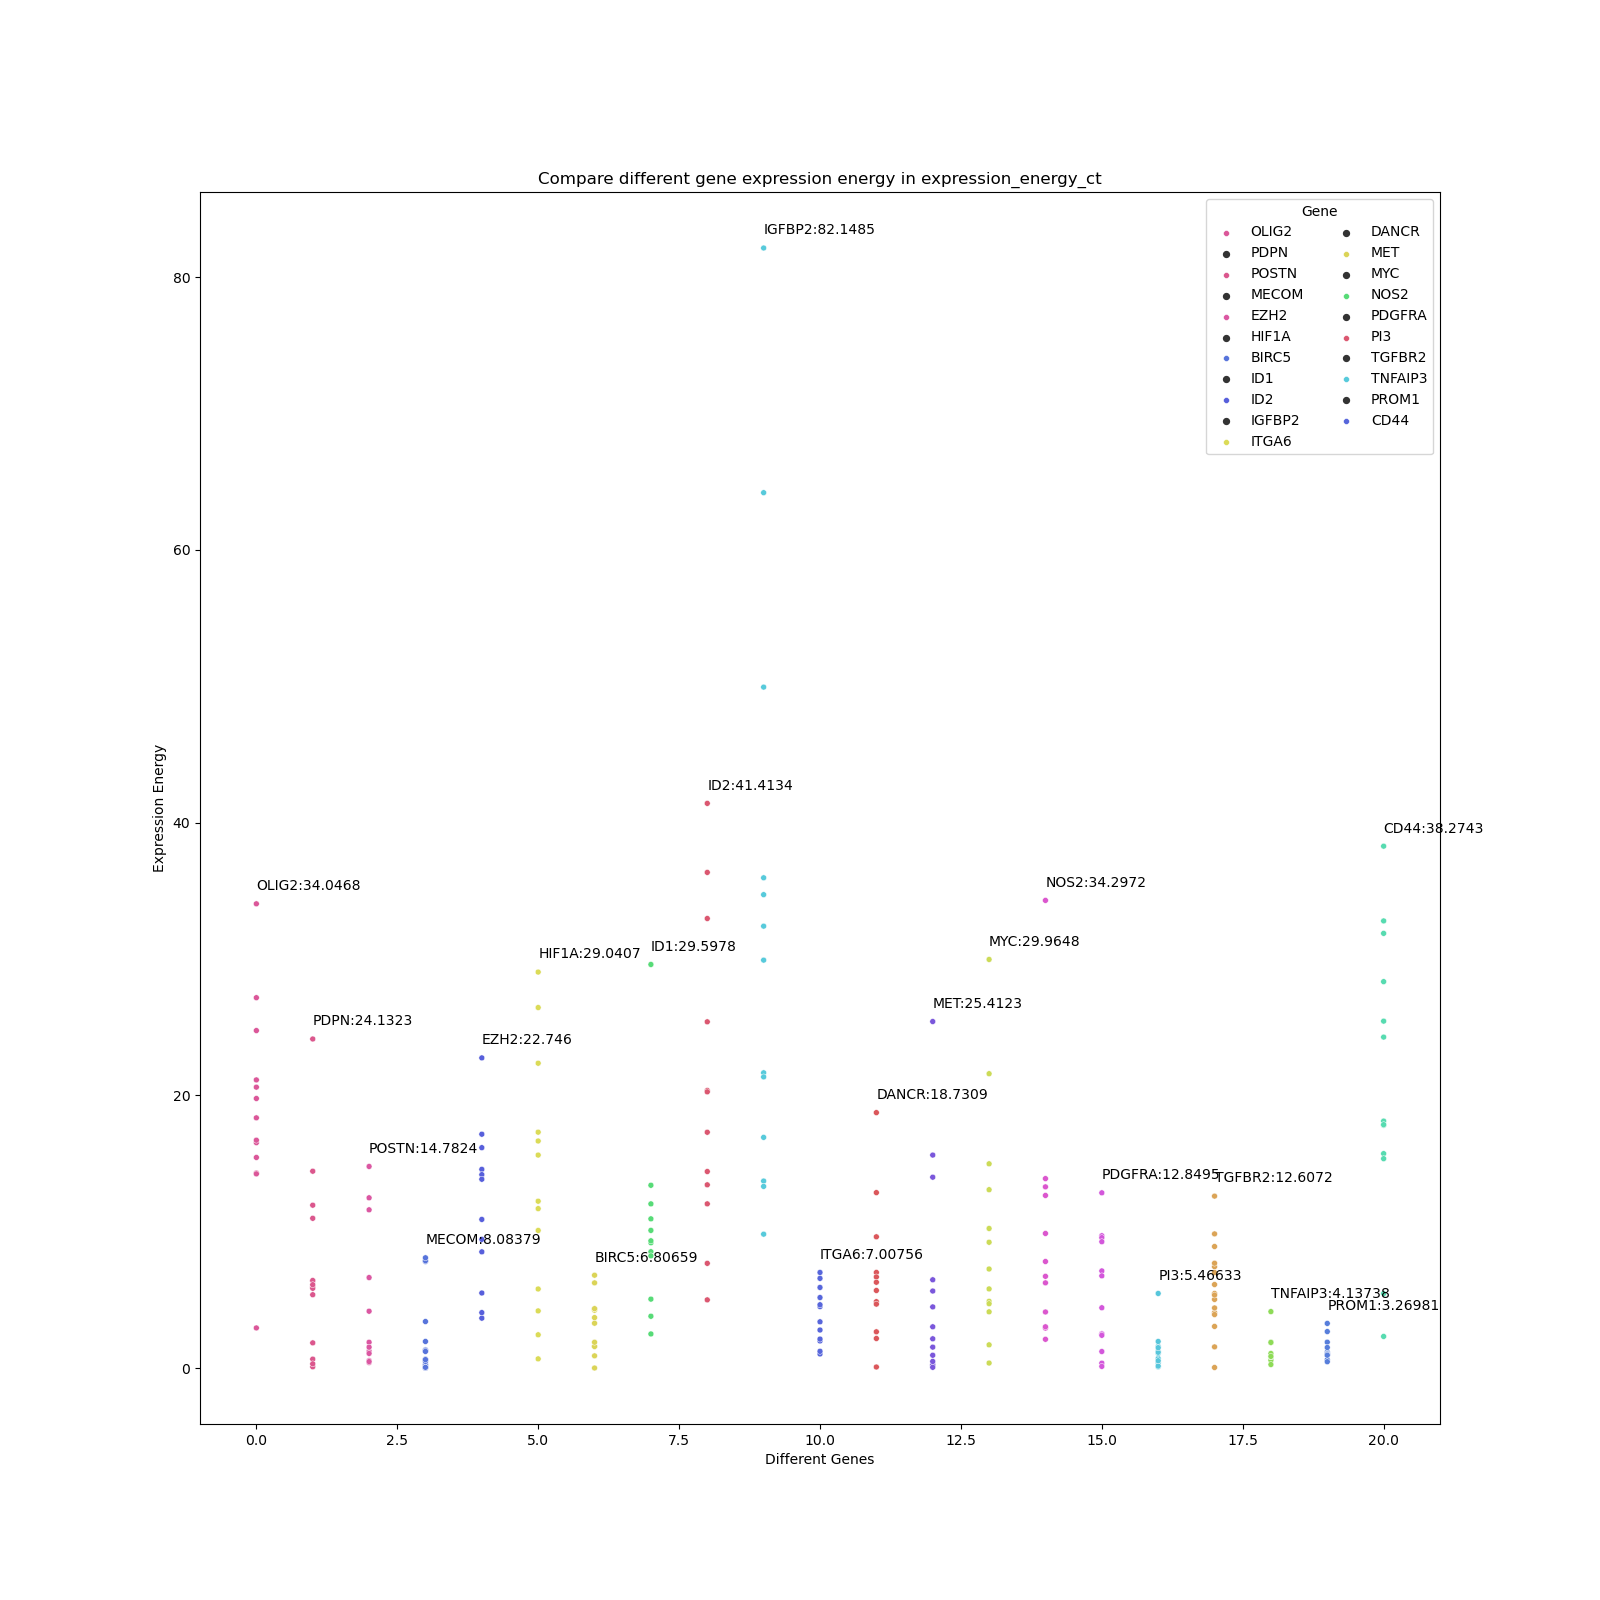 Compare different gene expression energy in expression_energy_ct
Gene
OLIG2
PDPN
POSTN
MECOM
EZH2
HIF1A
BIRC5
ID1
ID2
IGFBP2
ITGA6
DANCR
MET
MYC
NOS2
PDGFRA
PI3
TGFBR2
TNFAIP3
PROM1
CD44
IGFBP2:82.1485
ID2:41.4134
CD44:38.2743
OLIG2:34.0468
NOS2:34.2972
HIF1A:29.0407
ID1:29.5978
MYC:29.9648
PDPN:24.1323
MET:25.4123
EZH2:22.746
DANCR:18.7309
POSTN:14.7824
PDGFRA:12.8495
TGFBR2:12.6072
MECOM:8.08379
BIRC5:6.80659
ITGA6:7.00756
PI3:5.46633
TNFAIP3:4.13738
PROM1:3.26981
80
60
40
20
0
Expression Energy
0.0
2.5
5.0
7.5
10.0
12.5
15.0
17.5
20.0
Different Genes